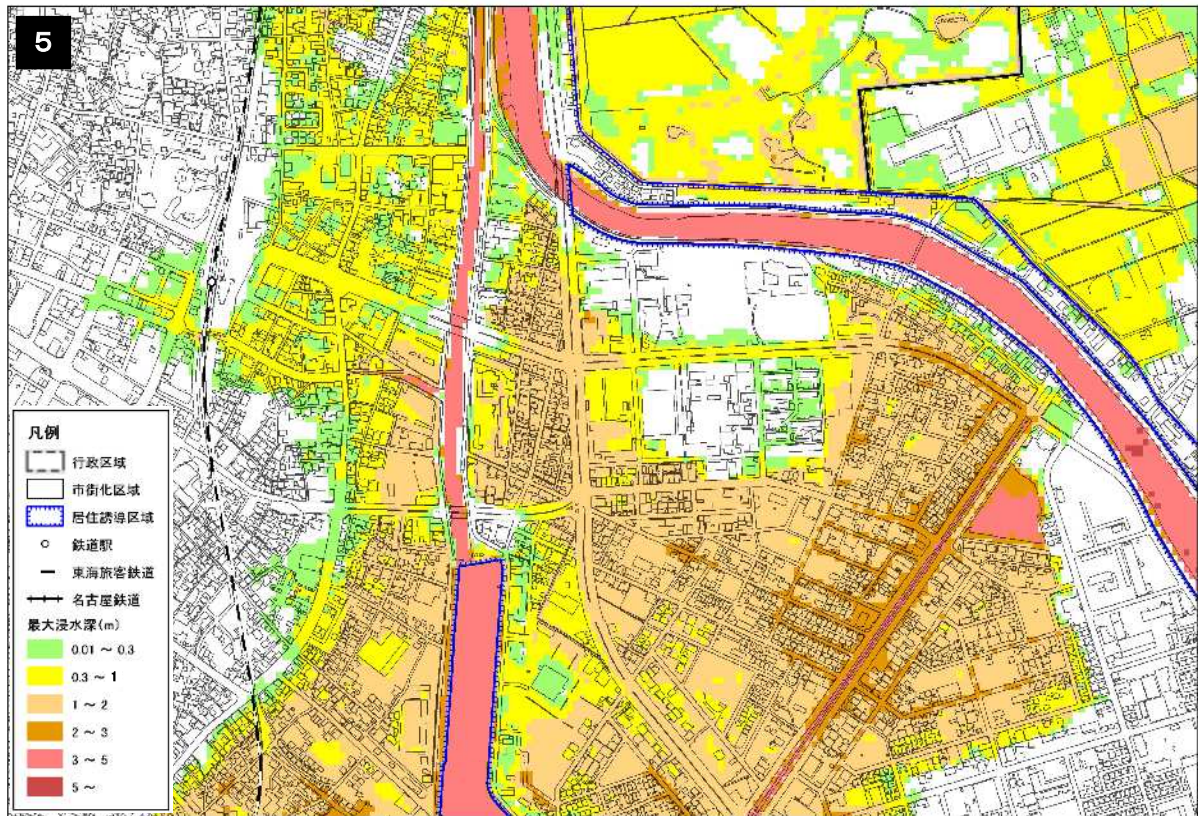 5
凡例
行政区域
市街化区域
居住誘導区域
鉄道駅
東海旅客鉄道
名古屋鉄道
最大浸水深(m)
0.01 ~ 0.3
0.3 ~ 1
1 ~ 2
2 ~ 3
3 ~ 5
5 ~